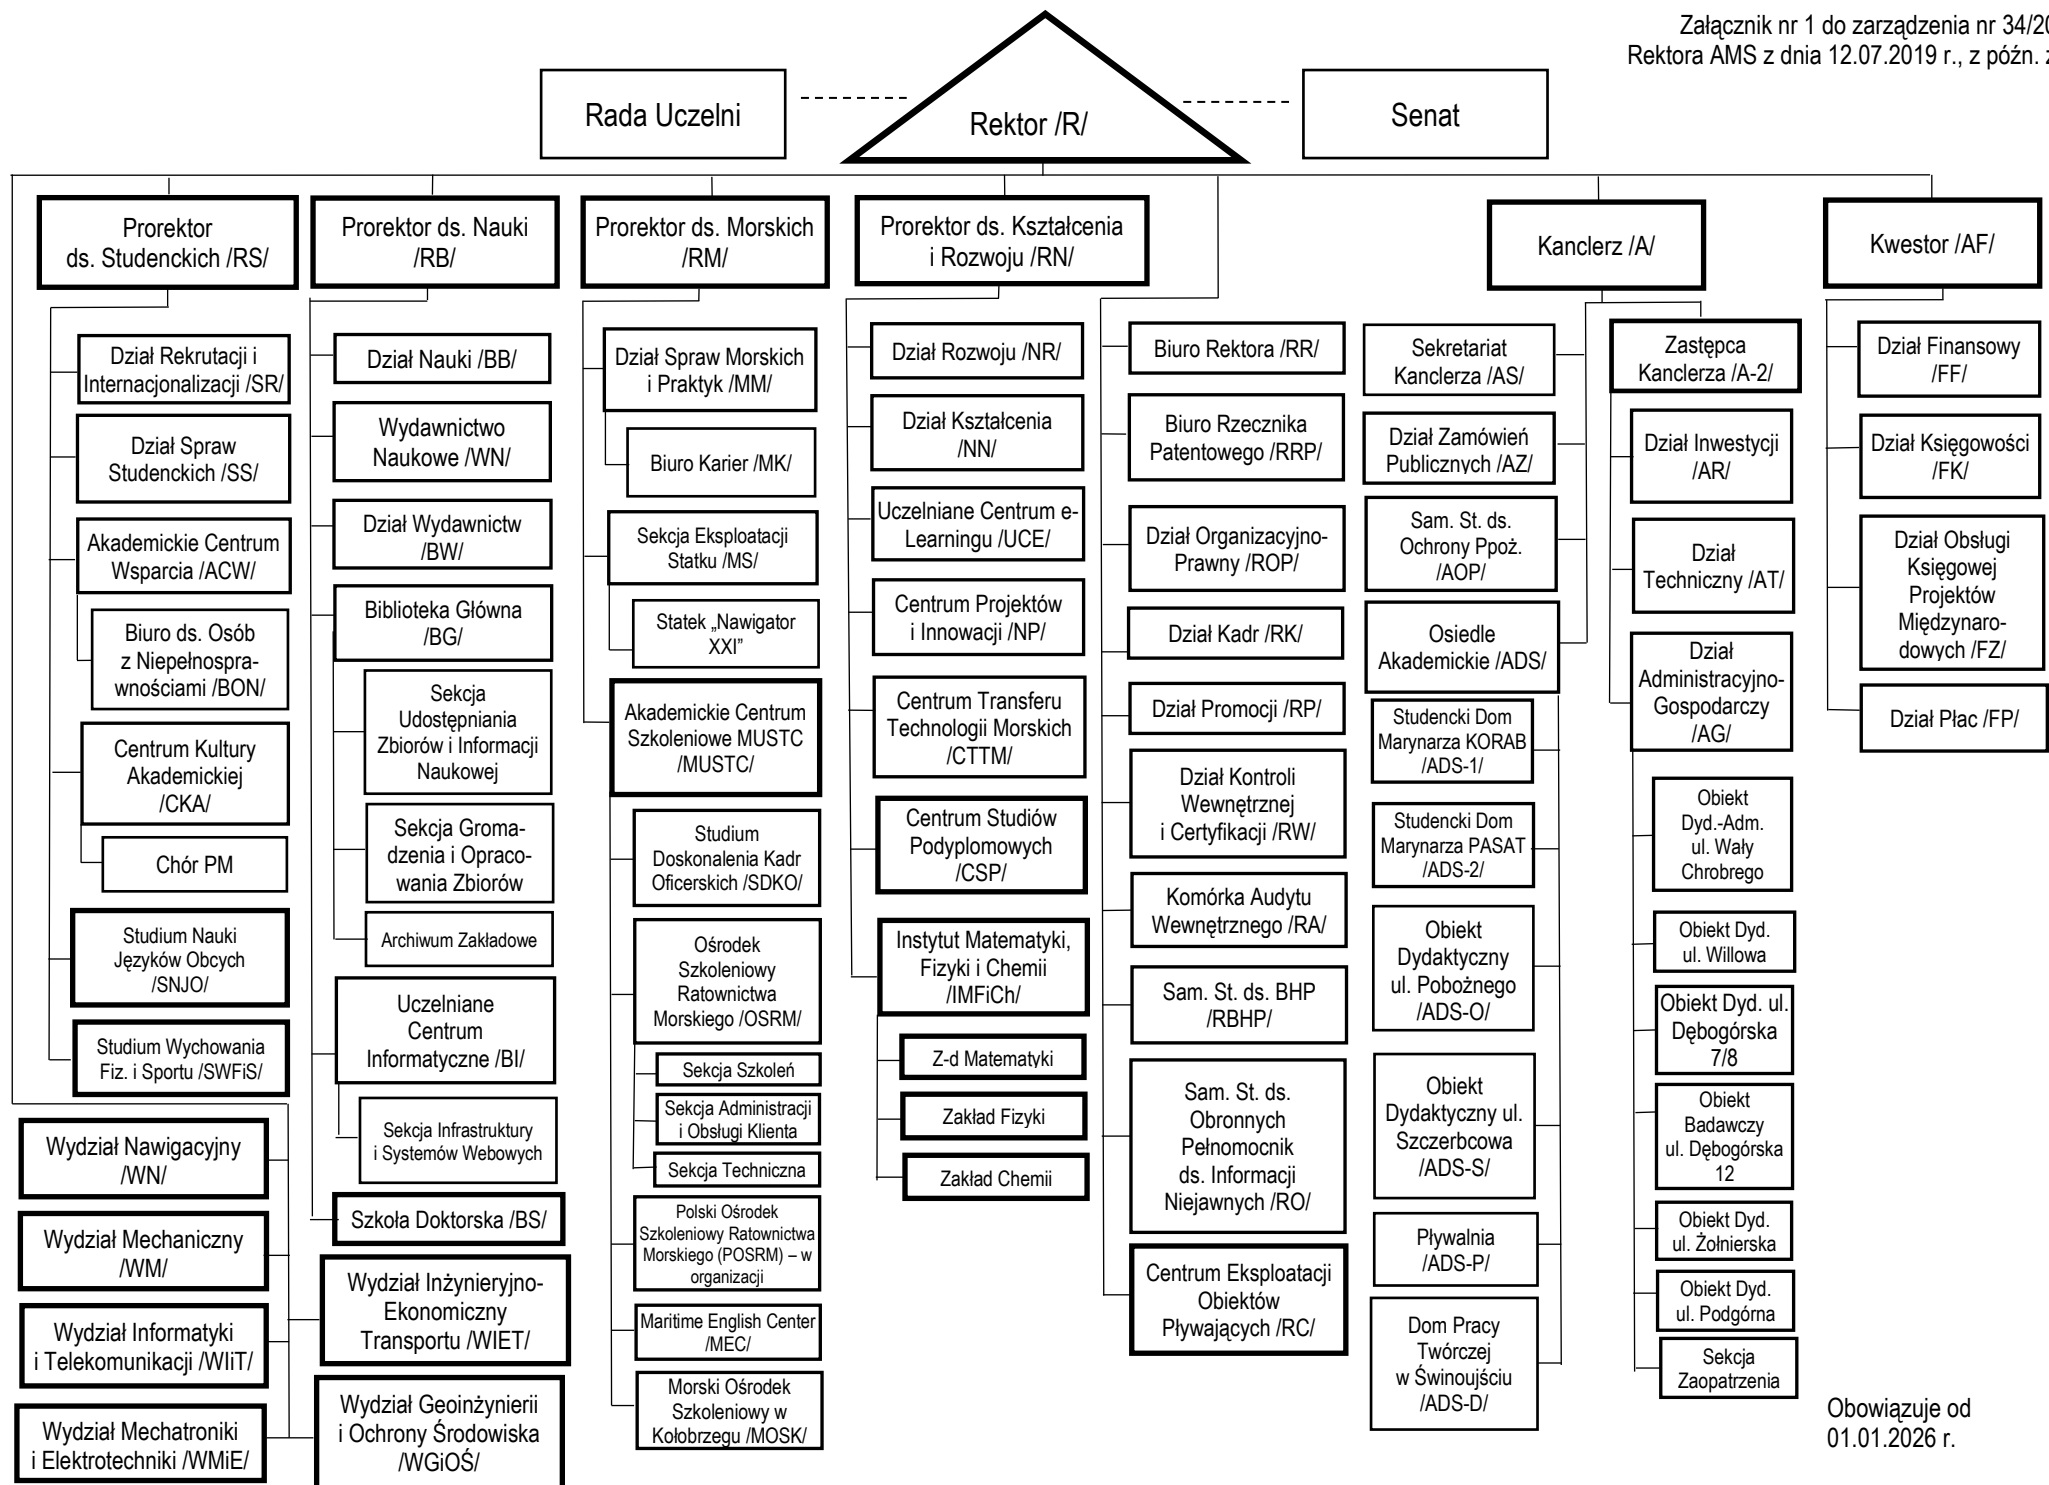 Załącznik nr 1 do zarządzenia nr 34/20
Rektora AMS z dnia 12.07.2019 r., z późn.
Rada Uczelni
Rektor /R/
Senat
Prorektor
ds. Studenckich /RS/
Prorektor ds. Nauki
/RB/
Prorektor ds. Morskich
/RM/
Prorektor ds. Kształcenia
i Rozwoju /RN/
Kanclerz /A/
Kwestor /AF/
Dział Rekrutacji i
Internacjonalizacji /SR/
Dział Spraw
Studenckich /SS/
Akademickie Centrum
Wsparcia /ACW/
Biuro ds. Osób
z Niepełnospra-
wnościami /BON/
Centrum Kultury
Akademickiej
/CKA/
Chór PM
Studium Nauki
Języków Obcych
/SNJO/
Studium Wychowania
Fiz. i Sportu /SWFiS/
Wydział Nawigacyjny
/WN/
Wydział Mechaniczny
/WM/
Wydział Informatyki
i Telekomunikacji /WIiT/
Wydział Mechatroniki
i Elektrotechniki /WMiE/
Dział Nauki /BB/
Wydawnictwo
Naukowe /WN/
Dział Wydawnictw
/BW/
Biblioteka Główna
/BG/
Sekcja
Udostępniania
Zbiorów i Informacji
Naukowej
Sekcja Groma-
dzenia i Opraco-
wania Zbiorów
Archiwum Zakładowe
Uczelniane
Centrum
Informatyczne /BI/
Sekcja Infrastruktury
i Systemów Webowych
Szkoła Doktorska /BS/
Wydział Inżynieryjno-
Ekonomiczny
Transportu /WIET/
Wydział Geoinżynierii
i Ochrony Środowiska
/WGiOŚ/
Dział Spraw Morskich
i Praktyk /MM/
Biuro Karier /MK/
Sekcja Eksploatacji
Statku /MS/
Statek „Nawigator
XXI”
Akademickie Centrum
Szkoleniowe MUSTC
/MUSTC/
Studium
Doskonalenia Kadr
Oficerskich /SDKO/
Ośrodek
Szkoleniowy
Ratownictwa
Morskiego /OSRM/
Sekcja Szkoleń
Sekcja Administracji
i Obsługi Klienta
Sekcja Techniczna
Polski Ośrodek
Szkoleniowy Ratownictwa
Morskiego (POSRM) – w
organizacji
Maritime English Center
/MEC/
Morski Ośrodek
Szkoleniowy w
Kołobrzegu /MOSK/
Dział Rozwoju /NR/
Dział Kształcenia
/NN/
Uczelniane Centrum e-
Learningu /UCE/
Centrum Projektów
i Innowacji /NP/
Centrum Transferu
Technologii Morskich
/CTTM/
Centrum Studiów
Podyplomowych
/CSP/
Instytut Matematyki,
Fizyki i Chemii
/IMFiCh/
Z-d Matematyki
Zakład Fizyki
Zakład Chemii
Biuro Rektora /RR/
Biuro Rzecznika
Patentowego /RRP/
Dział Organizacyjno-
Prawny /ROP/
Dział Kadr /RK/
Dział Promocji /RP/
Dział Kontroli
Wewnętrznej
i Certyfikacji /RW/
Komórka Audytu
Wewnętrznego /RA/
Sam. St. ds. BHP
/RBHP/
Sam. St. ds.
Obronnych
Pełnomocnik
ds. Informacji
Niejawnych /RO/
Centrum Eksploatacji
Obiektów
Pływających /RC/
Sekretariat
Kanclerza /AS/
Dział Zamówień
Publicznych /AZ/
Sam. St. ds.
Ochrony Ppoż.
/AOP/
Osiedle
Akademickie /ADS/
Studencki Dom
Marynarza KORAB
/ADS-1/
Studencki Dom
Marynarza PASAT
/ADS-2/
Obiekt
Dydaktyczny
ul. Pobożnego
/ADS-O/
Obiekt
Dydaktyczny ul.
Szczerbcowa
/ADS-S/
Pływalnia
/ADS-P/
Dom Pracy
Twórczej
w Świnoujściu
/ADS-D/
Zastępca
Kanclerza /A-2/
Dział Inwestycji
/AR/
Dział
Techniczny /AT/
Dział
Administracyjno-
Gospodarczy
/AG/
Obiekt
Dyd.-Adm.
ul. Wały
Chrobrego
Obiekt Dyd.
ul. Willowa
Obiekt Dyd. ul.
Dębogórska
7/8
Obiekt
Badawczy
ul. Dębogórska
12
Obiekt Dyd.
ul. Żołnierska
Obiekt Dyd.
ul. Podgórna
Sekcja
Zaopatrzenia
Dział Finansowy
/FF/
Dział Księgowości
/FK/
Dział Obsługi
Księgowej
Projektów
Międzynaro-
dowych /FZ/
Dział Płac /FP/
Obowiązuje od
01.01.2026 r.